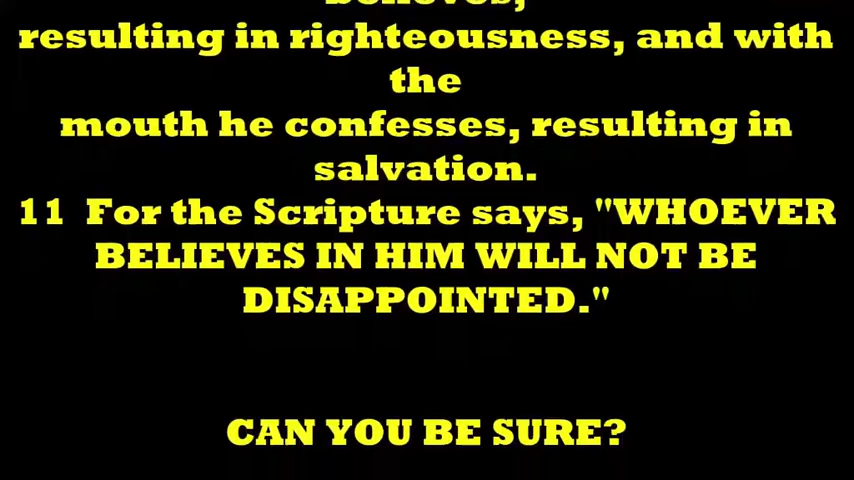 believes,
resulting in righteousness, and with
the
mouth he confesses, resulting in
salvation.
11 For the Scripture says, "WHOEVER
BELIEVES IN HIM WILL NOT BE
DISAPPOINTED."
CAN YOU BE SURE?